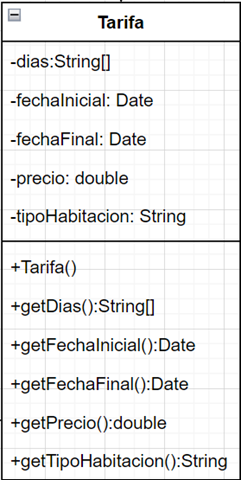 Tarifa
-dias:String[]
-fechaInicial: Date
-fechaFinal: Date
-precio: double
-tipoHabitacion: String
+Tarifa()
+getDias():String[]
+getFechaInicial():Date
+getFechaFinal():Date
+getPrecio():double
+getTipoHabitacion():String